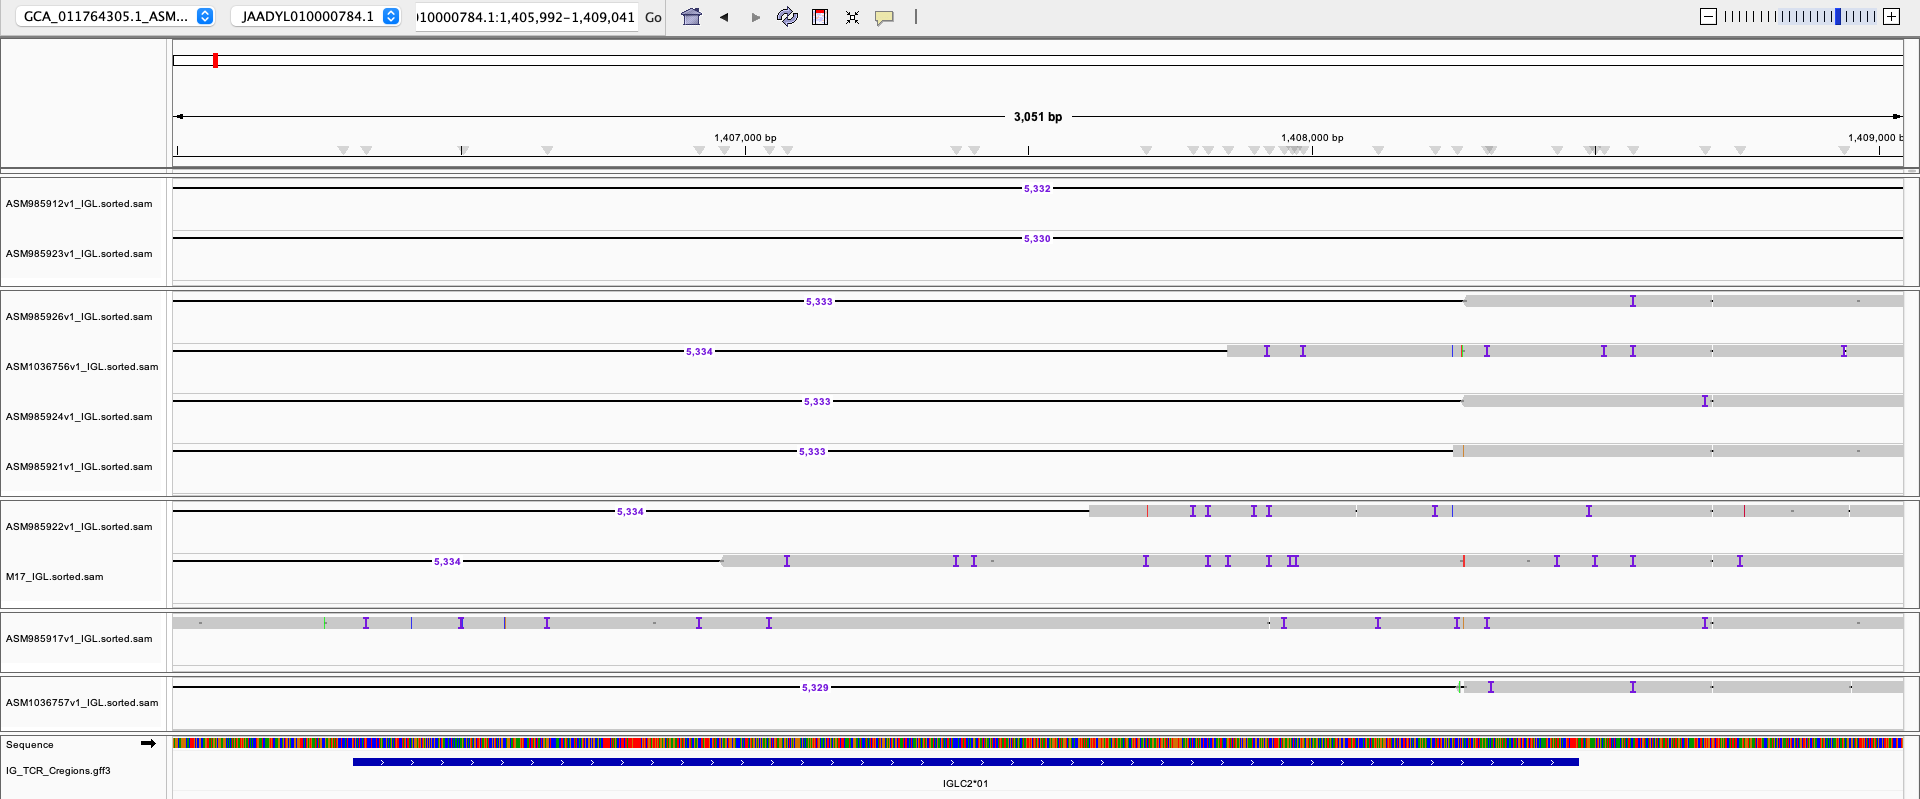 GCA_011764305.1_ASM... JAADYL010000784.1 10000784.1:1,405,992-1,409,041 Go
3,051 bp
1,407,000 bp 1,408,000 bp 1,409,000 b
ASM985912v1_IGL.sorted.sam 5,332
ASM985923v1_IGL.sorted.sam 5,330
ASM985926v1_IGL.sorted.sam 5,333
ASM1036756v1_IGL.sorted.sam 5,334
ASM985924v1_IGL.sorted.sam 5,333
ASM985921v1_IGL.sorted.sam 5,333
ASM985922v1_IGL.sorted.sam 5,334
M17_IGL.sorted.sam 5,334
ASM985917v1_IGL.sorted.sam
ASM1036757v1_IGL.sorted.sam 5,329
Sequence
IG_TCR_Cregions.gff3
IGLC2*01